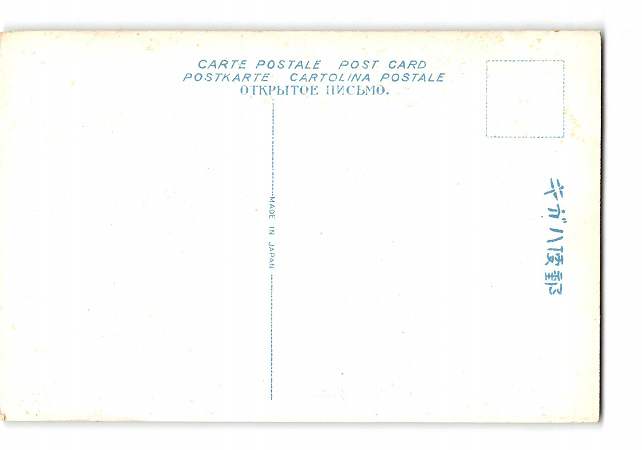 CARTE POSTALE POST CARD
POSTKARTE CARTOLINA POSTALE
ОТКРЫТОЕ ПИСЬМО.
MADE IN JAPAN
キガハ便郵